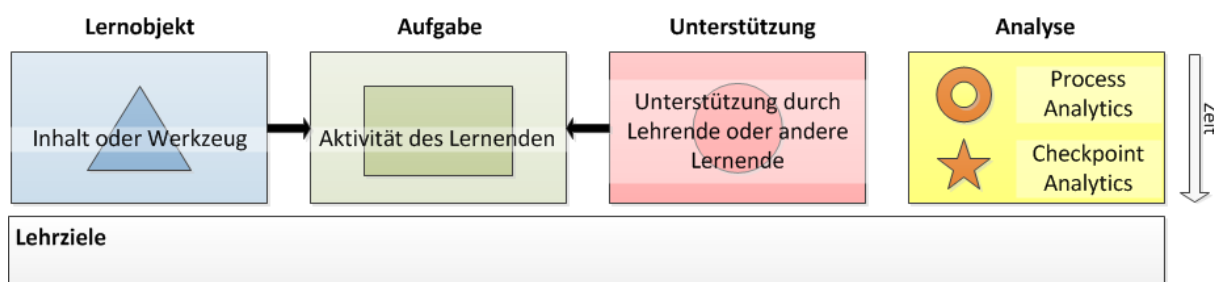 Lernobjekt
Aufgabe
Unterstützung
Analyse
Inhalt oder Werkzeug
Aktivität des Lernenden
Unterstützung durch
Lehrende oder andere
Lernende
Process
Analytics
Checkpoint
Analytics
Zeit
Lehrziele